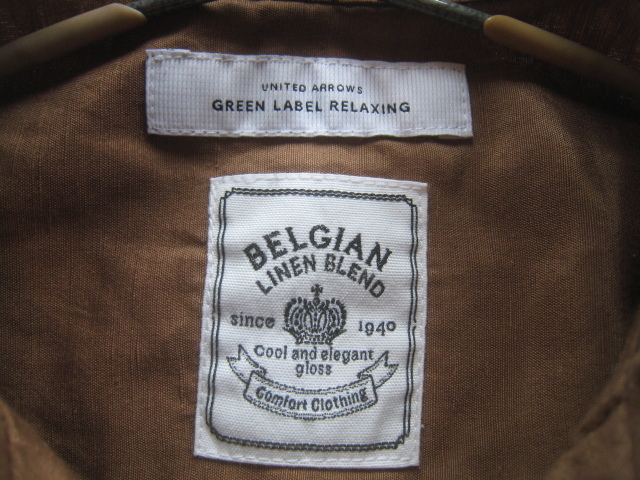 UNITED ARROWS
GREEN LABEL RELAXING
BELGIAN
LINEN BLEND
since 1940
Cool and elegant
gloss
Comfort Clothing